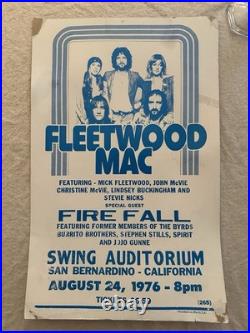 FLEETWOOD
MAC
FEATURING - MICK FLEETWOOD, JOHN McVIE
CHRISTINE McVIE, LINDSEY BUCKINGHAM AND
STEVIE NICKS
SPECIAL GUEST
FIRE FALL
FEATURING FORMER MEMBERS OF THE BYRDS
BURRITO BROTHERS, STEPHEN STILLS, SPIRIT
AND JJJO GUNNE
SWING AUDITORIUM
SAN BERNARDINO - CALIFORNIA
AUGUST 24, 1976 - 8pm
(265)